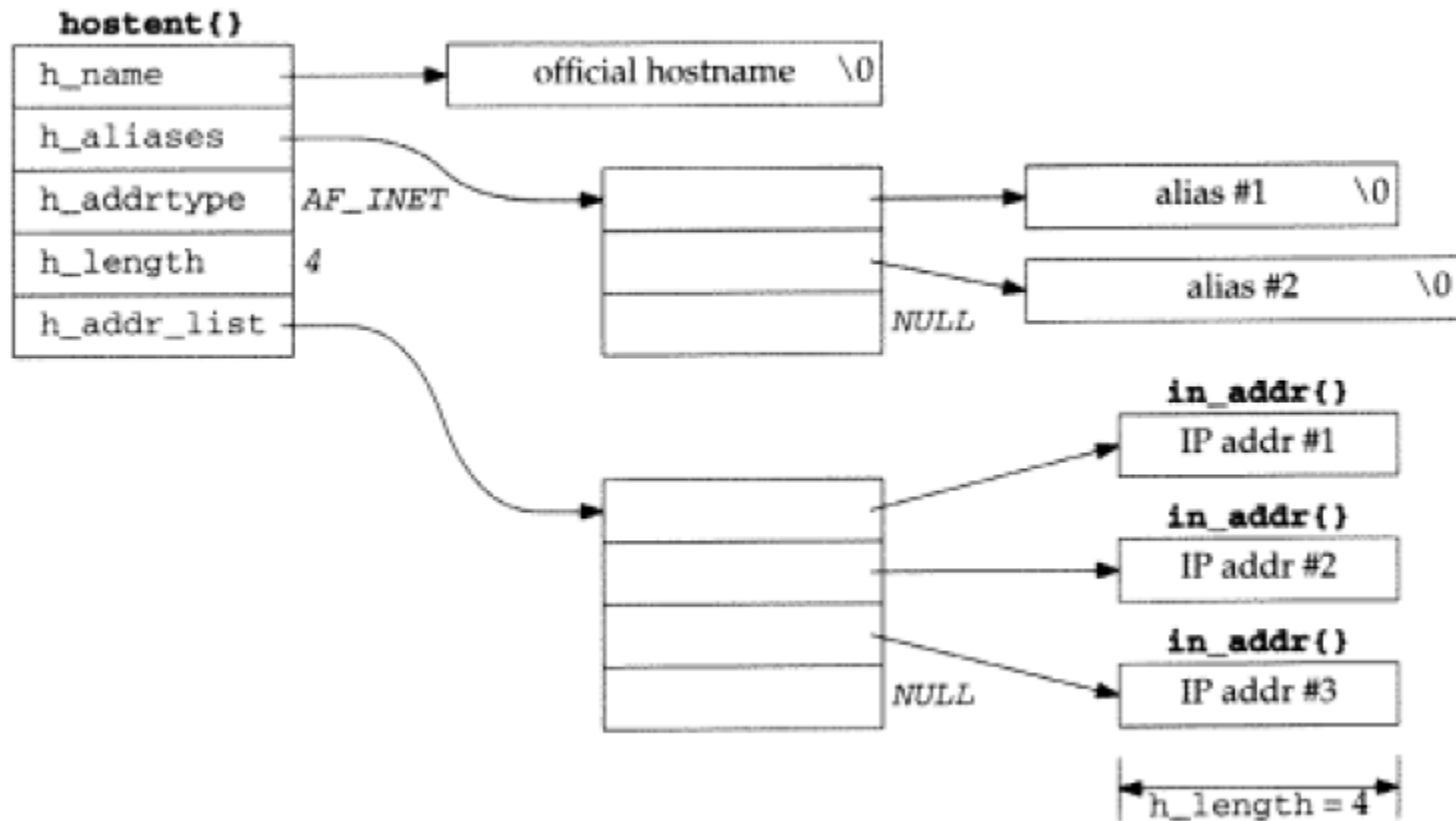 hostent{}
h_name
official hostname \0
h_aliases
h_addrtype AF_INET
h_length 4
h_addr_list
alias #1 \0
alias #2 \0
NULL
in_addr{}
IP addr #1
in_addr{}
IP addr #2
in_addr{}
IP addr #3
NULL
h_length = 4